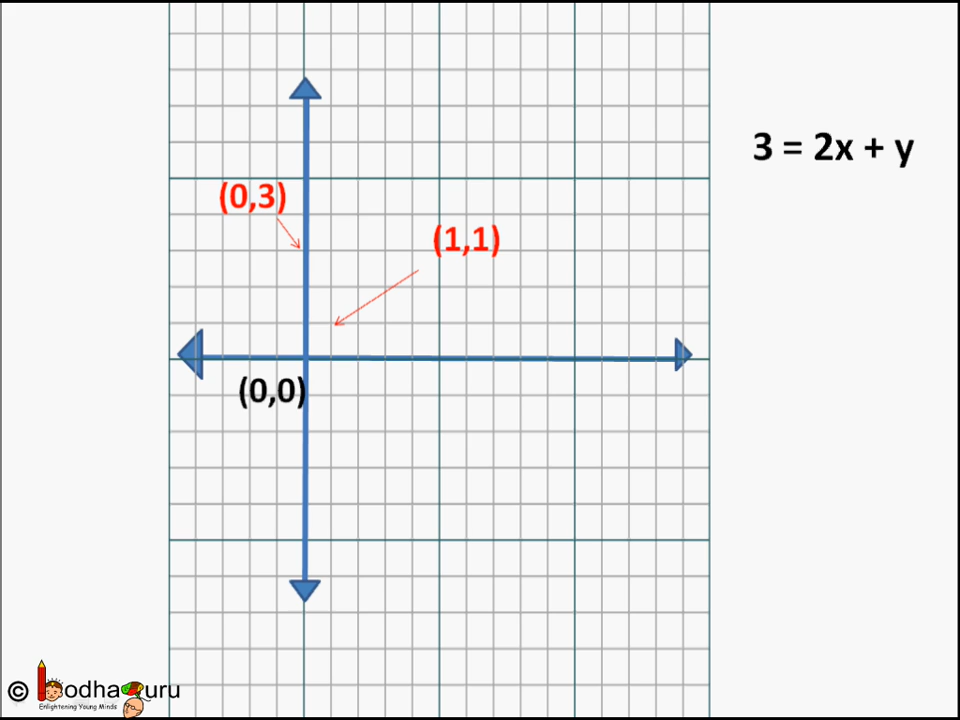 3 = 2x + y
(0,3)
(1,1)
(0,0)
© BodhaGuru
Enlightening Young Minds